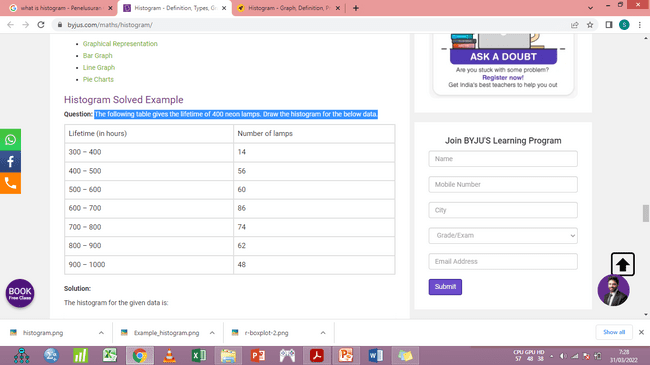 what is histogram - Penelusuran
Histogram - Definition, Types, G
Histogram - Graph, Definition, P
byjus.com/maths/histogram/
Graphical Representation
Bar Graph
Line Graph
Pie Charts
Histogram Solved Example
Question: The following table gives the lifetime of 400 neon lamps. Draw the histogram for the below data.
Lifetime (in hours) Number of lamps
300 – 400 14
400 – 500 56
500 – 600 60
600 – 700 86
700 – 800 74
800 – 900 62
900 – 1000 48
Solution:
The histogram for the given data is:
BOOK
Free Class
ASK A DOUBT
Are you stuck with some problem?
Register now!
Get India's best teachers to help you out
Join BYJU'S Learning Program
Name
Mobile Number
City
Grade/Exam
Email Address
Submit
histogram.png
Example_histogram.png
r-boxplot-2.png
Show all
CPU GPU HD
57 48 38
7:28
31/03/2022